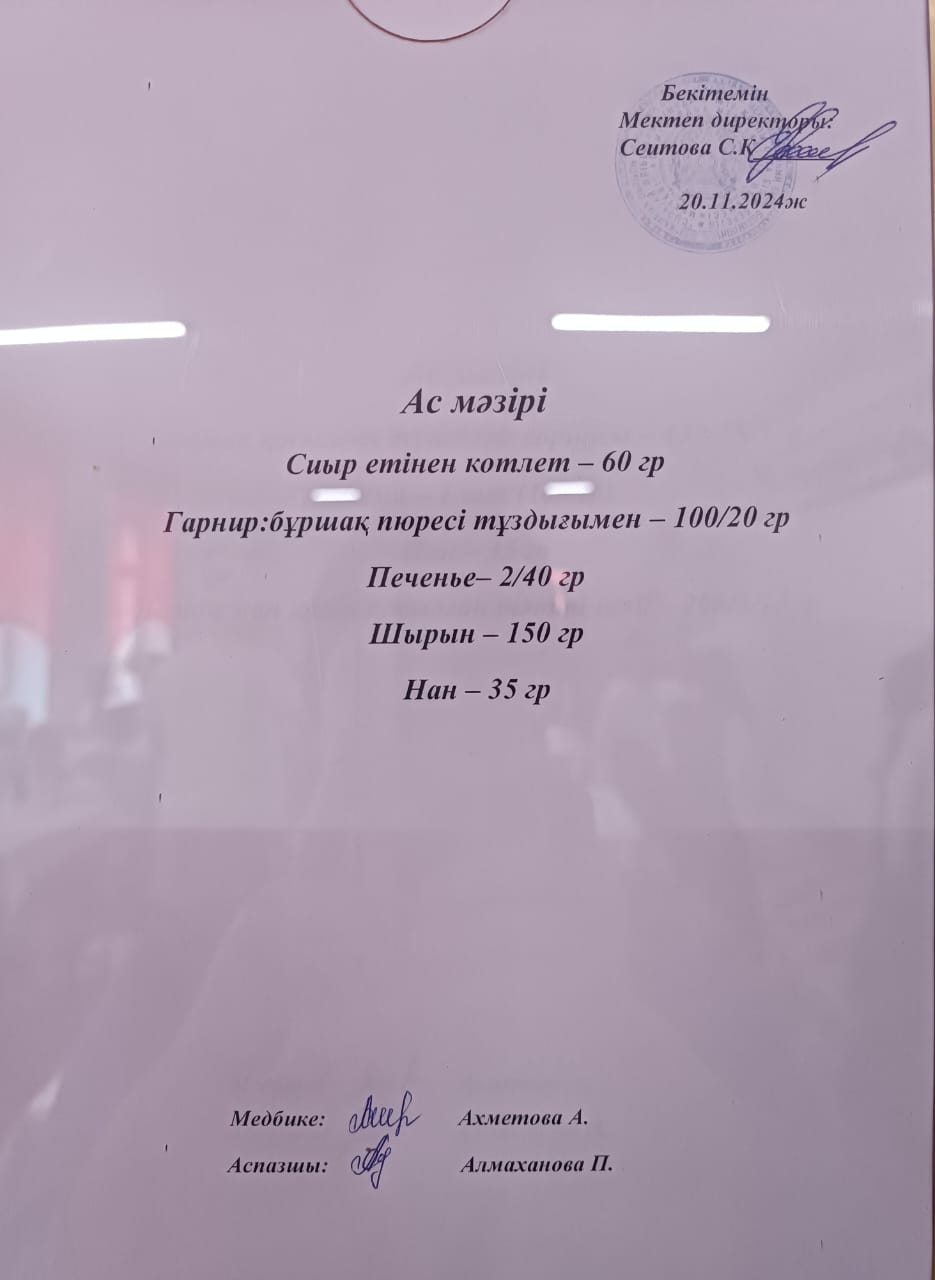 Бекітемін
Мектеп директоры:
Сеитова С.Қ
20.11.2024ж
Ас мәзірі
Сиыр етінен котлет – 60 гр
Гарнир:бұршақ пюресі тұздығымен – 100/20 гр
Печенье– 2/40 гр
Шырын – 150 гр
Нан – 35 гр
Медбике: Ахметова А.
Аспазшы: Алмаханова П.